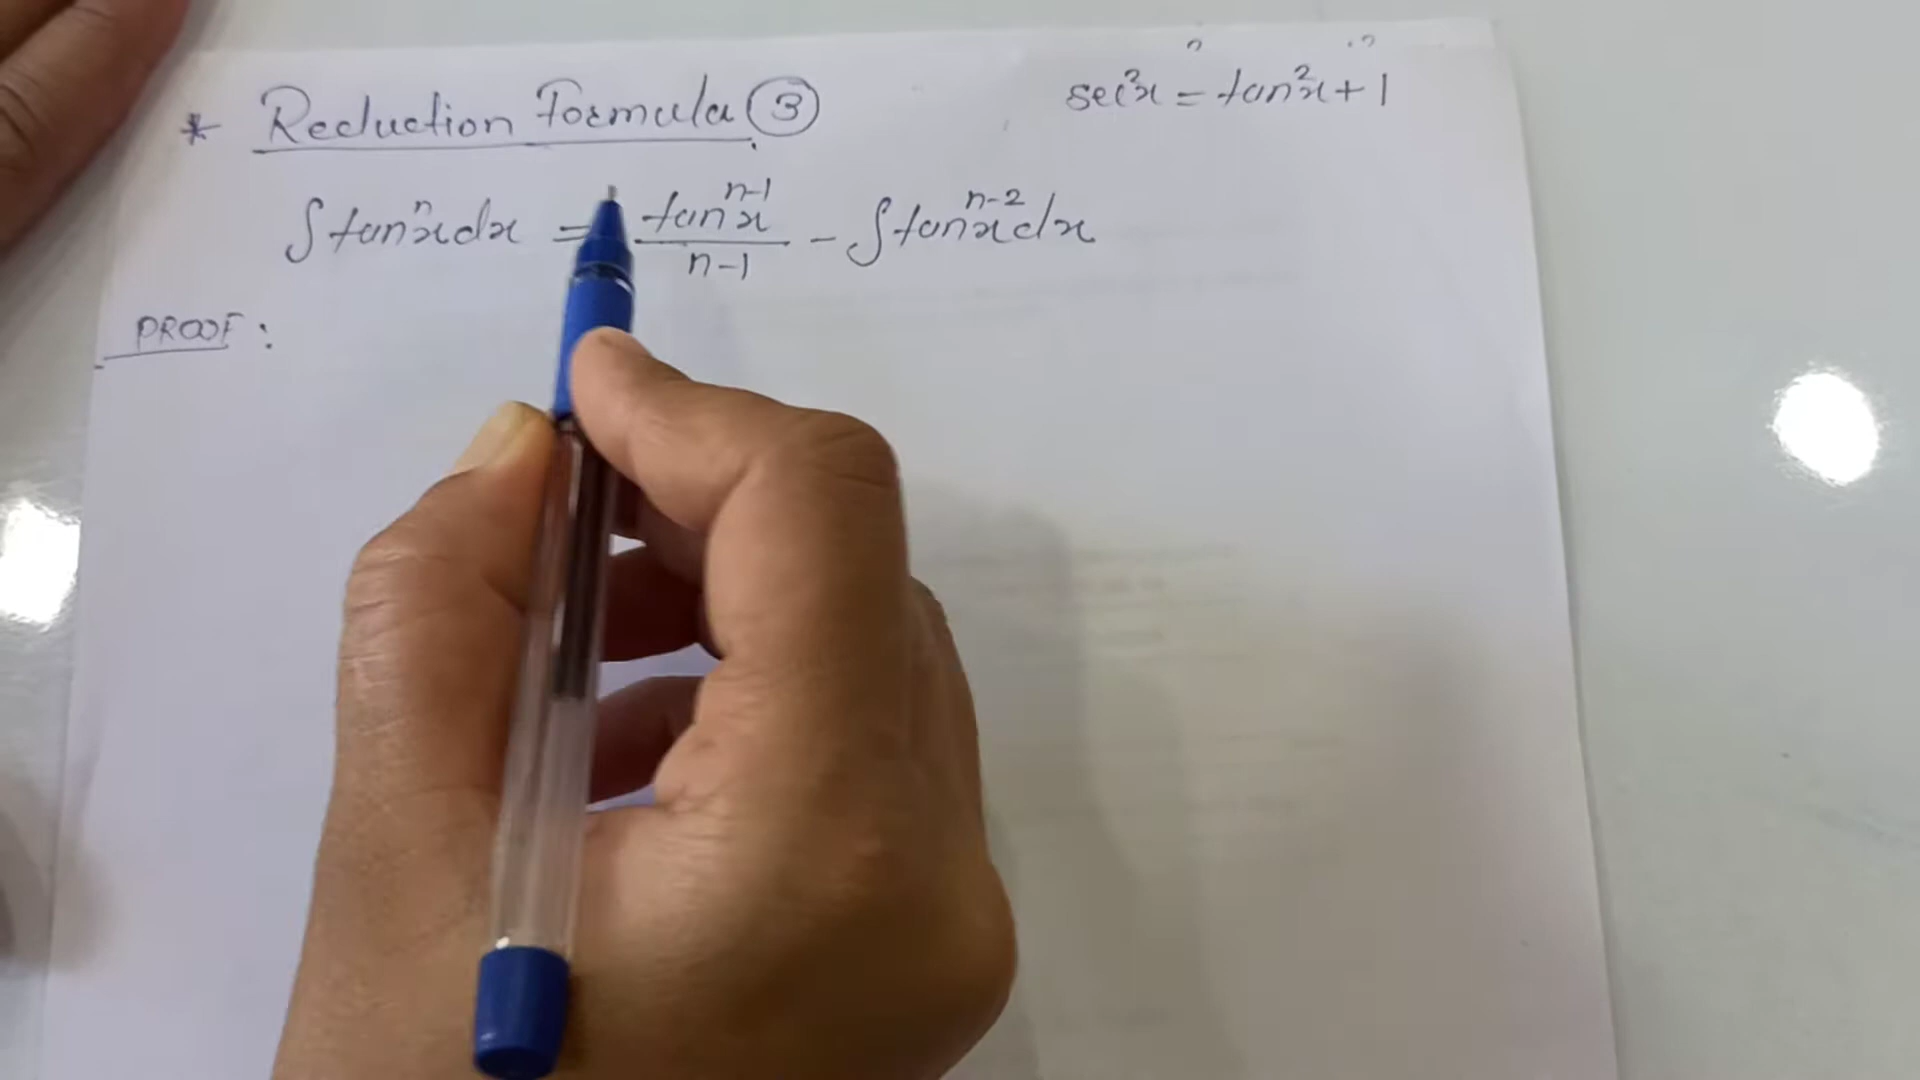 * Reduction Formula ③
sec²x = tan²x + 1
∫tanⁿx dx = tanⁿ⁻¹x / n-1 - ∫tanⁿ⁻²x dx
PROOF :